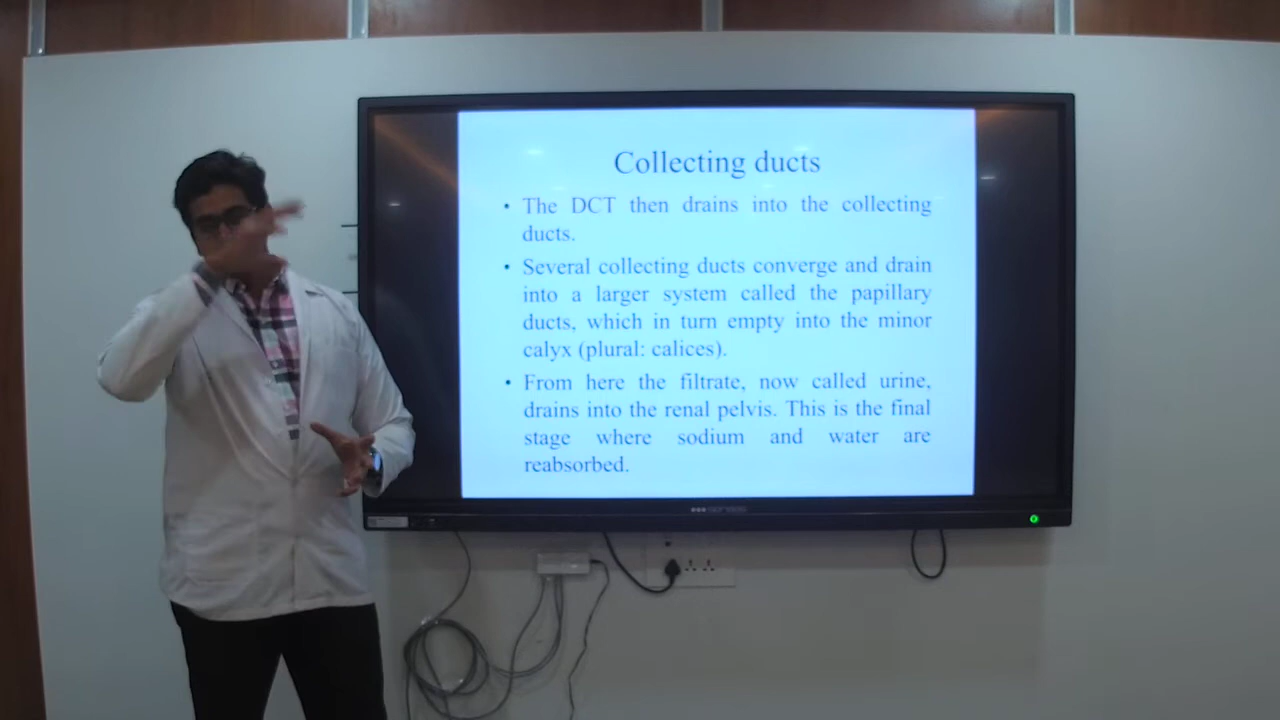 Collecting ducts
• The DCT then drains into the collecting
ducts.
• Several collecting ducts converge and drain
into a larger system called the papillary
ducts, which in turn empty into the minor
calyx (plural: calices).
• From here the filtrate, now called urine,
drains into the renal pelvis. This is the final
stage where sodium and water are
reabsorbed.